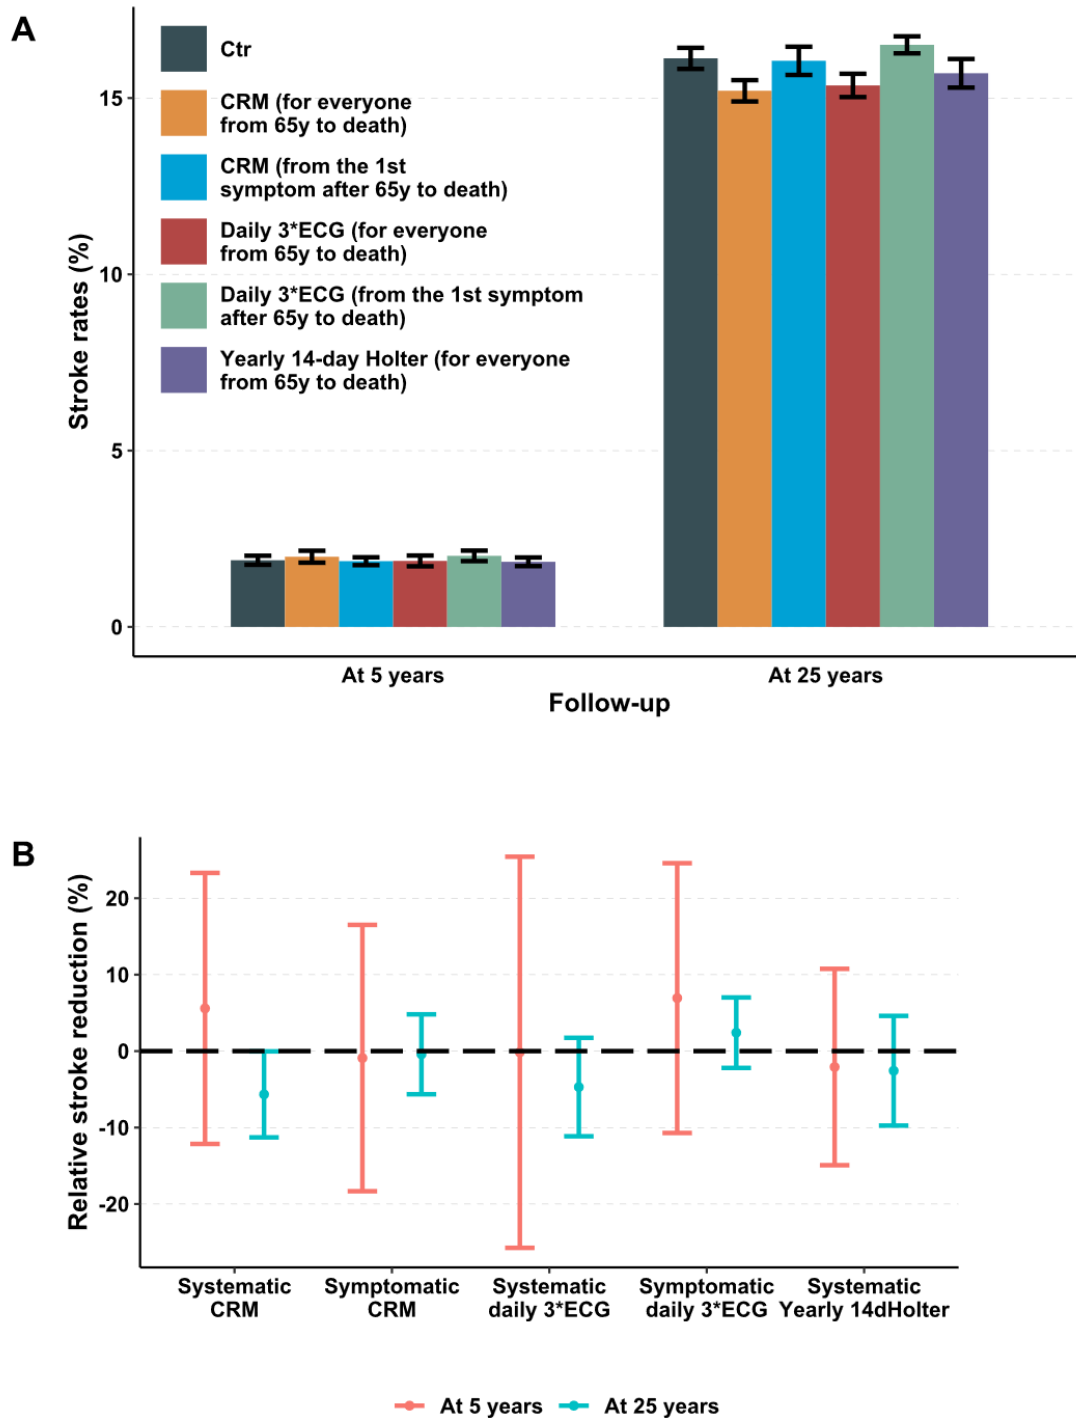 A
Ctr
CRM (for everyone
from 65y to death)
CRM (from the 1st
symptom after 65y to death)
Daily 3*ECG (for everyone
from 65y to death)
Daily 3*ECG (from the 1st symptom
after 65y to death)
Yearly 14-day Holter (for everyone
from 65y to death)
Stroke rates (%)
15
10
5
0
At 5 years
At 25 years
Follow-up
B
Relative stroke reduction (%)
20
10
0
-10
-20
Systematic
CRM
Symptomatic
CRM
Systematic
daily 3*ECG
Symptomatic
daily 3*ECG
Systematic
Yearly 14dHolter
At 5 years
At 25 years